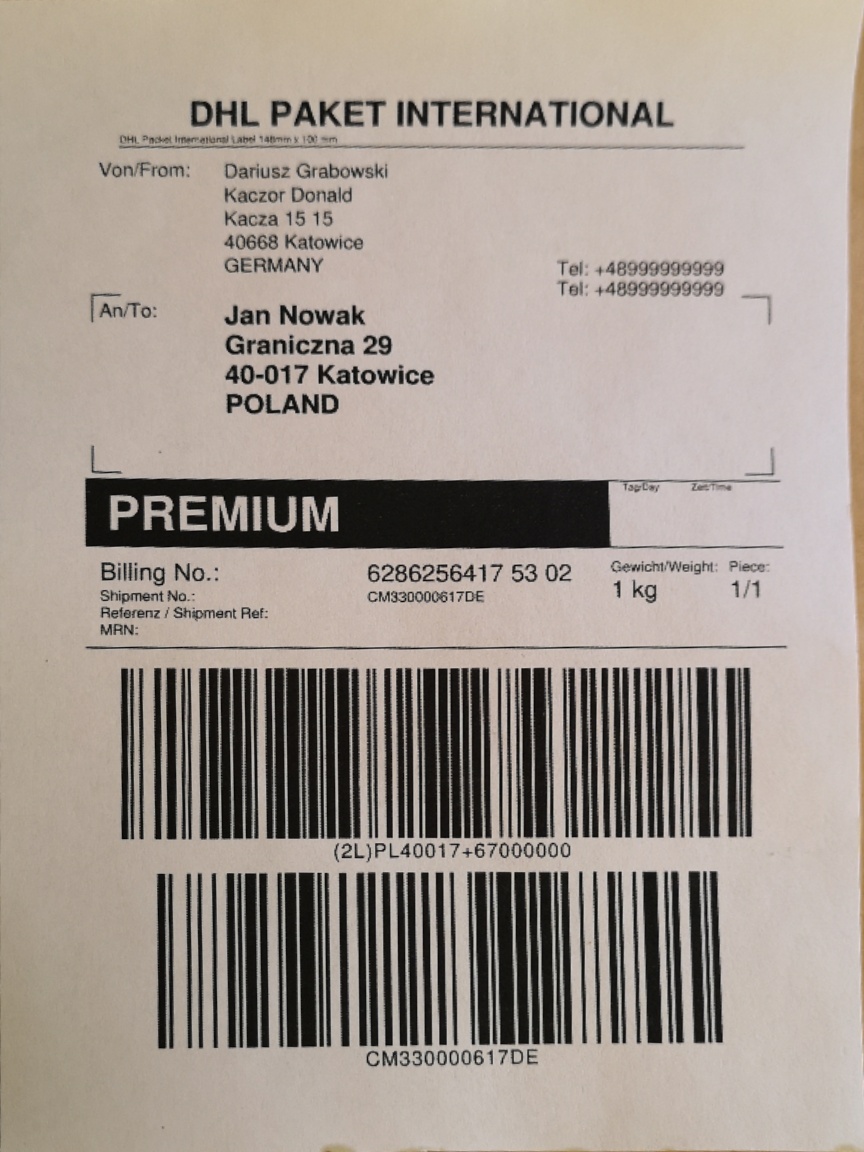 DHL PAKET INTERNATIONAL
DHL Packet International Label 148mm x 100 mm
Von/From:
Dariusz Grabowski
Kaczor Donald
Kacza 15 15
40668 Katowice
GERMANY
Tel: +48999999999
Tel: +48999999999
An/To:
Jan Nowak
Graniczna 29
40-017 Katowice
POLAND
PREMIUM
Tag/Day Zeit/Time
Billing No.: 6286256417 53 02
Shipment No.: CM330000617DE
Referenz / Shipment Ref:
MRN:
Gewicht/Weight: Piece:
1 kg 1/1
(2L)PL40017+67000000
CM330000617DE